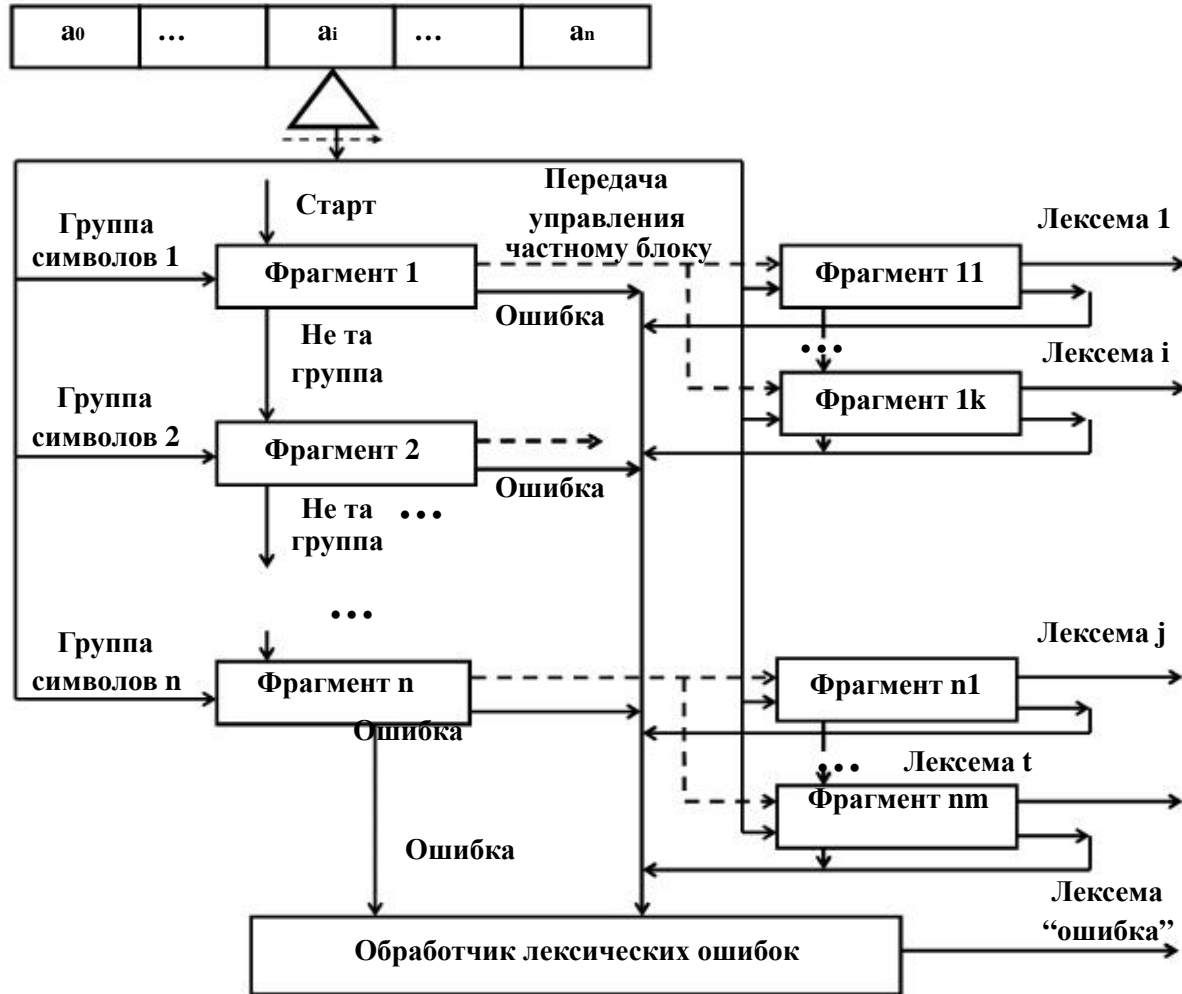 a0 … ai … an
Старт
Передача
управления
частному блоку
Группа
символов 1
Фрагмент 1
Ошибка
Фрагмент 11
Лексема 1
Не та
группа
…
Лексема i
Фрагмент 1k
Группа
символов 2
Фрагмент 2
Ошибка
Не та
группа
…
…
Группа
символов n
Фрагмент n
Ошибка
Фрагмент n1
Лексема j
…
Лексема t
Фрагмент nm
Ошибка
Обработчик лексических ошибок
Лексема
“ошибка”